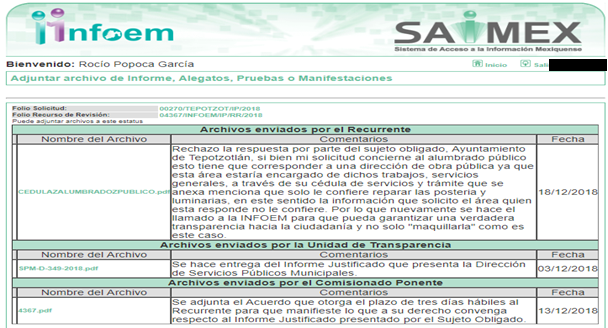 infoem
SAIMEX
Sistema de Acceso a la Información Mexiquense
Bienvenido: Rocío Popoca García
Inicio
Adjuntar archivo de Informe, Alegatos, Pruebas o Manifestaciones
Folio Solicitud: 00270/TEPOTZOT/IP/2018
Folio Recurso de Revisión: 04367/INFOEM/IP/RR/2018
Puede adjuntar archivos a este estatus
Archivos enviados por el Recurrente
Nombre del Archivo Comentarios Fecha
Rechazo la respuesta por parte del sujeto obligado, Ayuntamiento
de Tepotzotlán, si bien mi solicitud concierne al alumbrado público
esto tiene que corresponder a una dirección de obra pública ya que
esta área estaría encargado de dichos trabajos, servicios
generales, a través de su cédula de servicios y trámite que se
CEDULAZALUMBRADOZPUBLICO.pdf anexa menciona que solo le confiere reparar las posteria y 18/12/2018
luminarias, en este sentido la información que solicito el área quien
esta responde no le confiere. Por lo que nuevamente se hace el
llamado a la INFOEM para que pueda garantizar una verdadera
transparencia hacia la ciudadanía y no solo "maquillarla" como es
este caso.
Archivos enviados por la Unidad de Transparencia
Nombre del Archivo Comentarios Fecha
SPM-D-349-2018.pdf Se hace entrega del Informe Justificado que presenta la Dirección 03/12/2018
de Servicios Públicos Municipales.
Archivos enviados por el Comisionado Ponente
Nombre del Archivo Comentarios Fecha
Se adjunta el Acuerdo que otorga el plazo de tres días hábiles al
4367.pdf Recurrente para que manifieste lo que a su derecho convenga 13/12/2018
respecto al Informe Justificado presentado por el Sujeto Obligado.